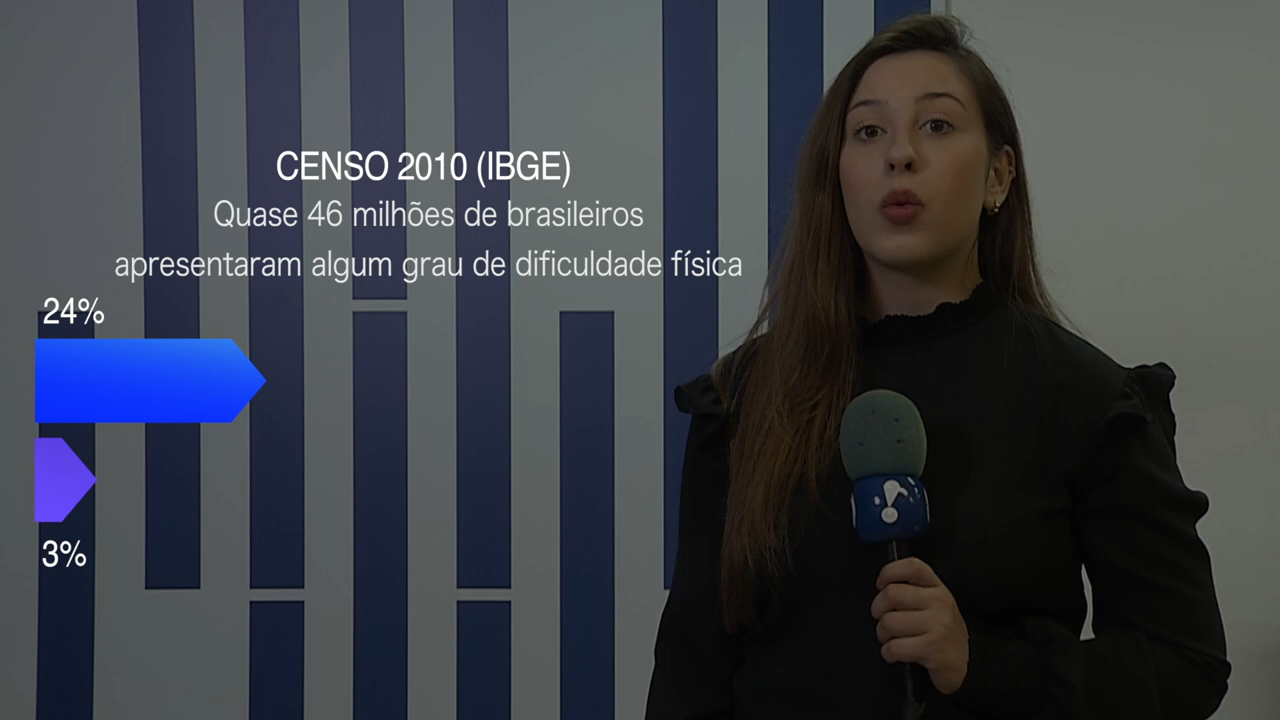 CENSO 2010 (IBGE)
Quase 46 milhões de brasileiros
apresentaram algum grau de dificuldade física
24%
3%